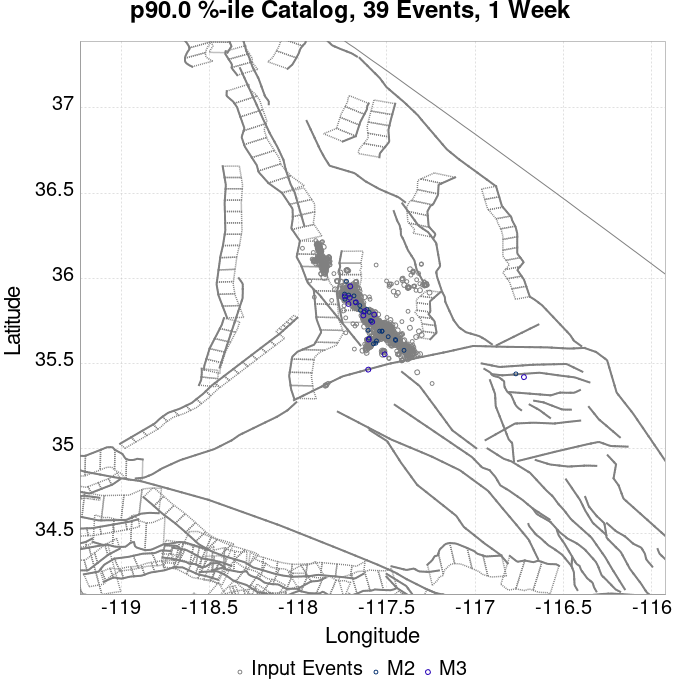 p90.0 %-ile Catalog, 39 Events, 1 Week
37
36.5
36
35.5
35
34.5
Latitude
-119
-118.5
-118
-117.5
-117
-116.5
-116
Longitude
Input Events
M2
M3